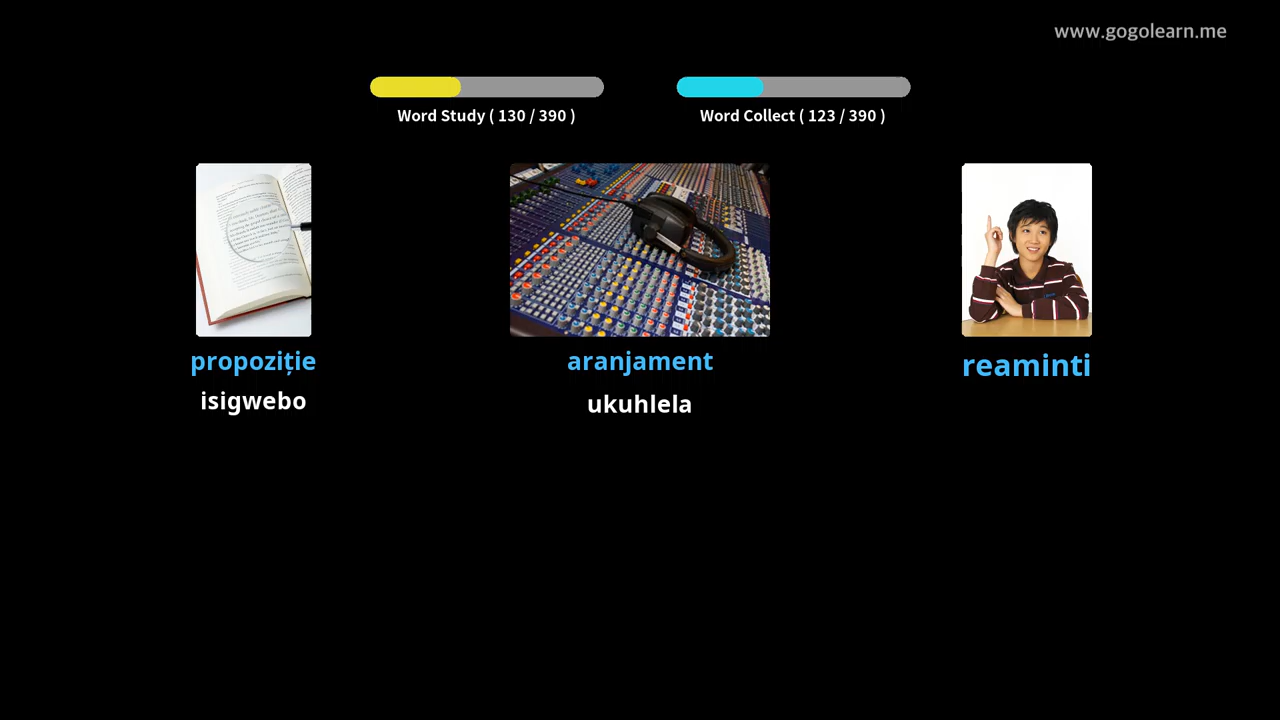 www.gogolearn.me
Word Study ( 130 / 390 )
Word Collect ( 123 / 390 )
propoziție
aranjament
reaminti
isigwebo
ukuhlela